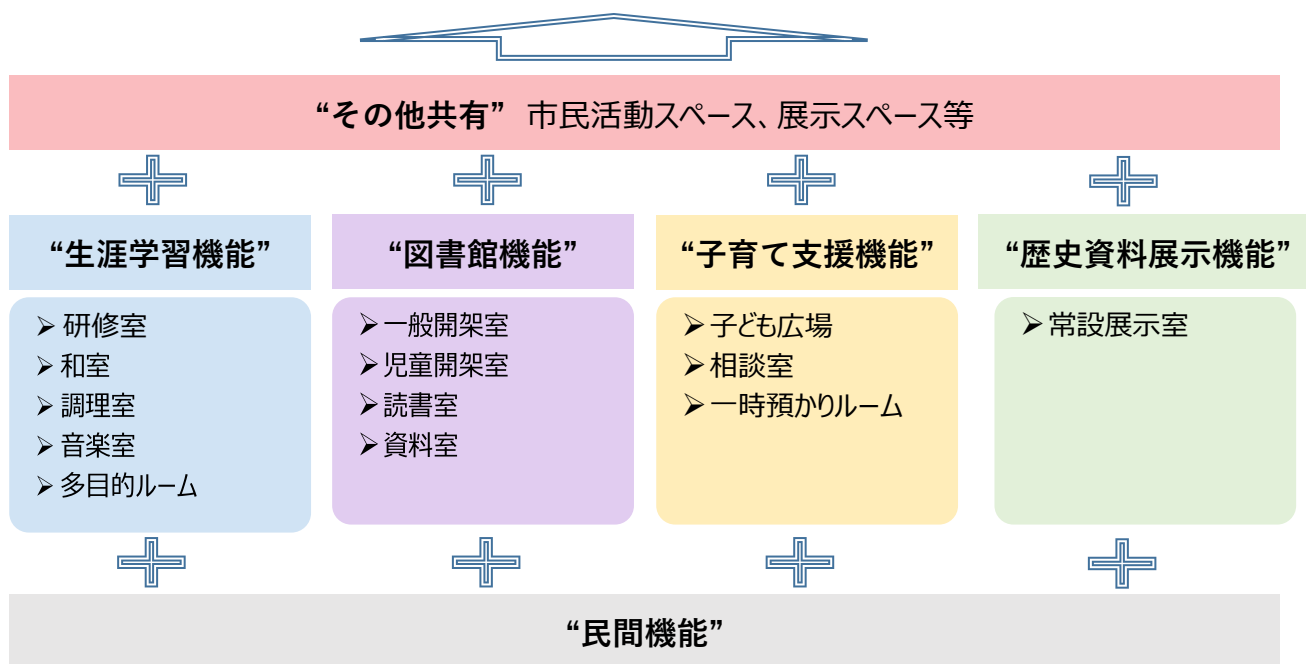 “その他共有” 市民活動スペース、展示スペース等
“生涯学習機能”
➢ 研修室
➢ 和室
➢ 調理室
➢ 音楽室
➢ 多目的ルーム
“図書館機能”
➢ 一般開架室
➢ 児童開架室
➢ 読書室
➢ 資料室
“子育て支援機能”
➢ 子ども広場
➢ 相談室
➢ 一時預かりルーム
“歴史資料展示機能”
➢ 常設展示室
“民間機能”